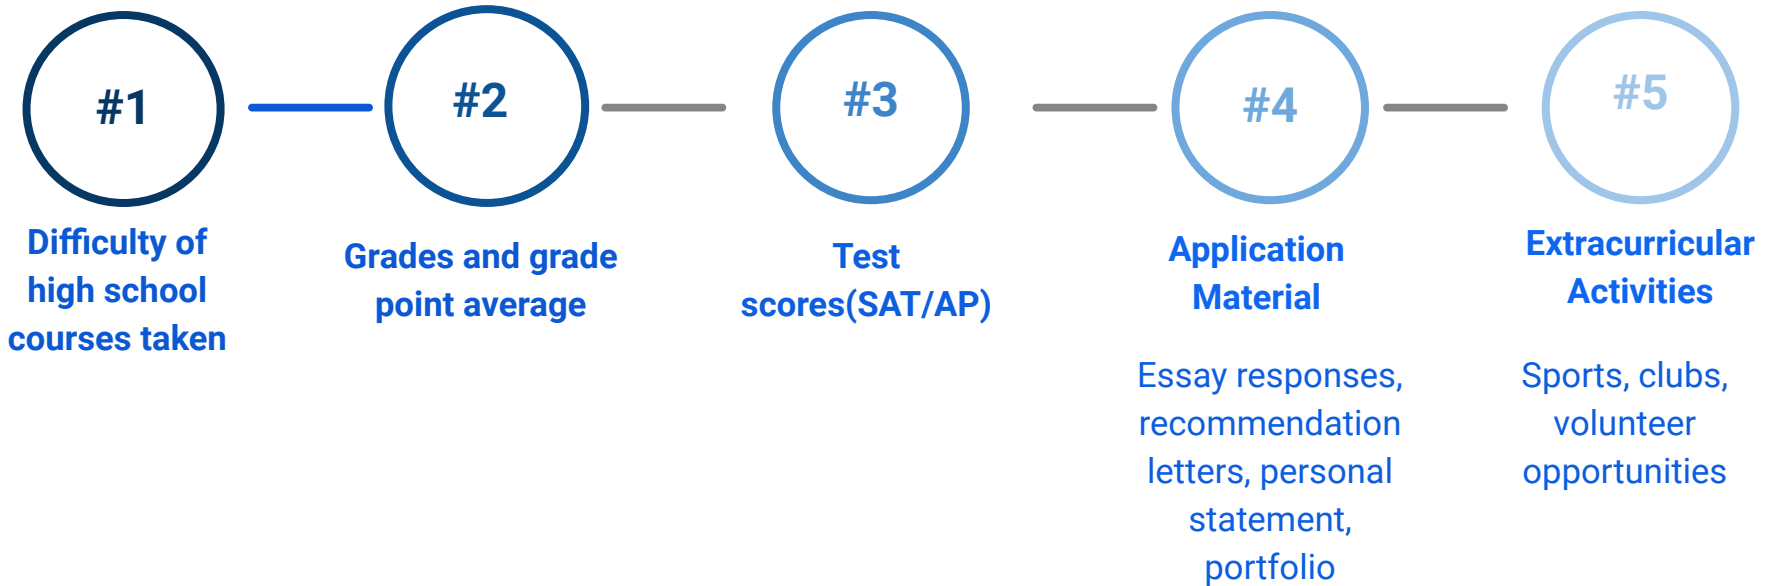 #1
Difficulty of
high school
courses taken
#2
Grades and grade
point average
#3
Test
scores(SAT/AP)
#4
Application
Material
Essay responses,
recommendation
letters, personal
statement,
portfolio
#5
Extracurricular
Activities
Sports, clubs,
volunteer
opportunities